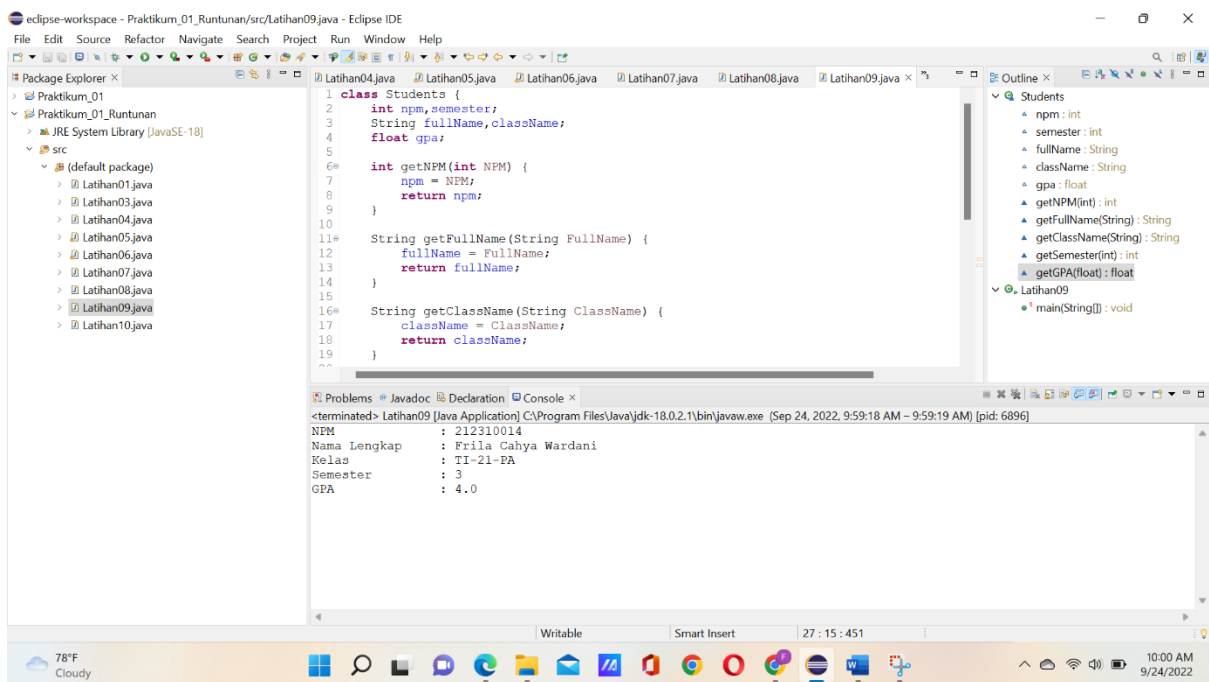 eclipse-workspace - Praktikum_01_Runtunan/src/Latihan09.java - Eclipse IDE
File Edit Source Refactor Navigate Search Project Run Window Help
Package Explorer
Praktikum_01
Praktikum_01_Runtunan
JRE System Library [JavaSE-18]
src
(default package)
Latihan01.java
Latihan03.java
Latihan04.java
Latihan05.java
Latihan06.java
Latihan07.java
Latihan08.java
Latihan09.java
Latihan10.java
Latihan04.java Latihan05.java Latihan06.java Latihan07.java Latihan08.java Latihan09.java
1 class Students {
2 int npm,semester;
3 String fullName,className;
4 float gpa;
5
6 int getNPM(int NPM) {
7 npm = NPM;
8 return npm;
9 }
10
11 String getFullName(String FullName) {
12 fullName = FullName;
13 return fullName;
14 }
15
16 String getClassName(String ClassName) {
17 className = ClassName;
18 return className;
19 }
Outline
Students
npm : int
semester : int
fullName : String
className : String
gpa : float
getNPM(int) : int
getFullName(String) : String
getClassName(String) : String
getSemester(int) : int
getGPA(float) : float
Latihan09
main(String[]) : void
Problems Javadoc Declaration Console
<terminated> Latihan09 [Java Application] C:\Program Files\Java\jdk-18.0.2.1\bin\javaw.exe (Sep 24, 2022, 9:59:18 AM – 9:59:19 AM) [pid: 6896]
NPM : 212310014
Nama Lengkap : Frila Cahya Wardani
Kelas : TI-21-PA
Semester : 3
GPA : 4.0
Writable Smart Insert 27 : 15 : 451
78°F
Cloudy
10:00 AM
9/24/2022